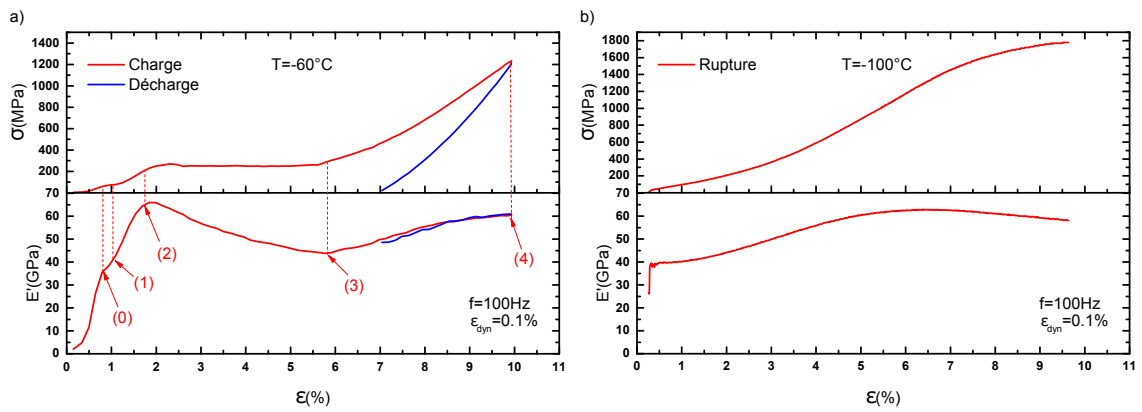 a)
1400
1200
1000
800
600
400
200
70
60
50
40
30
20
10
0
σ(MPa)
E'(GPa)
Charge
Décharge
T=-60°C
(0)
(1)
(2)
(3)
(4)
f=100Hz
εdyn=0.1%
0 1 2 3 4 5 6 7 8 9 10 11
ε(%)
b)
1800
1600
1400
1200
1000
800
600
400
200
70
60
50
40
30
20
10
0
σ(MPa)
E'(GPa)
Rupture
T=-100°C
f=100Hz
εdyn=0.1%
0 1 2 3 4 5 6 7 8 9 10 11
ε(%)